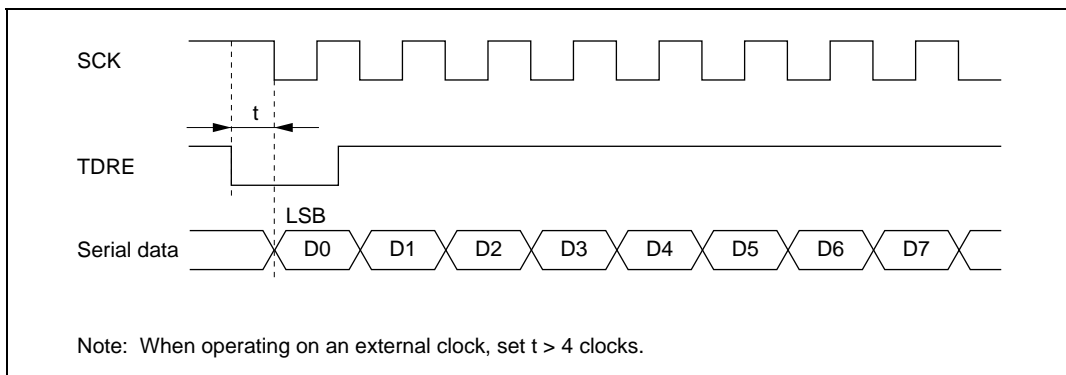 SCK
t
TDRE
LSB
Serial data
D0 D1 D2 D3 D4 D5 D6 D7
Note: When operating on an external clock, set t > 4 clocks.